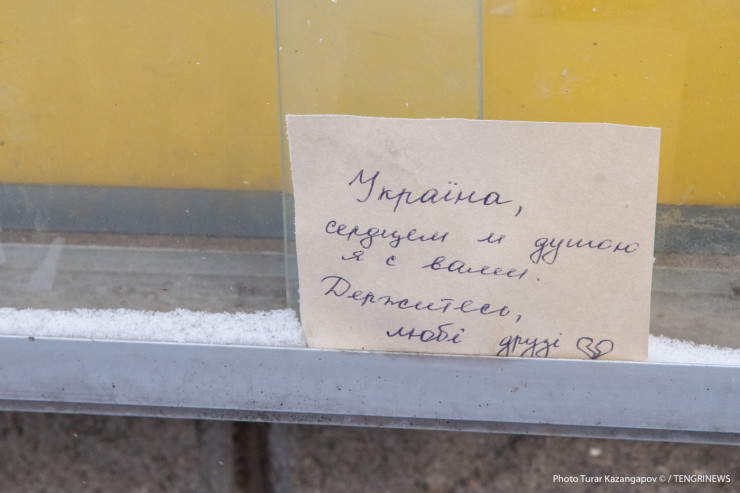 Україна,
сердцем и душою
я с вами.
Держитесь,
любі друзі
Photo Turar Kazangapov © / TENGRINEWS